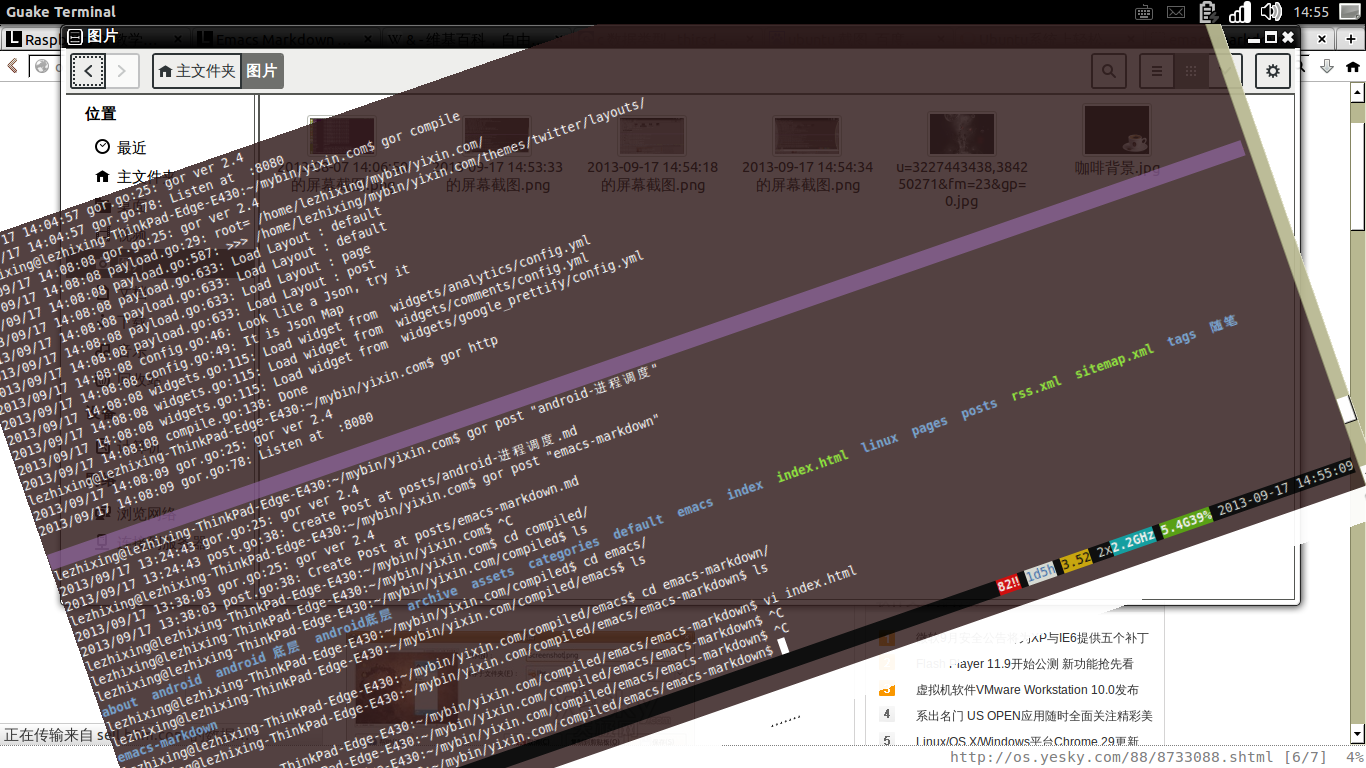 Guake Terminal
14:55
图片
Emacs Markdown
主文件夹
图片
位置
最近
主文件夹
2013-09-17 14:53:33
的屏幕截图.png
2013-09-17 14:54:18
的屏幕截图.png
2013-09-17 14:54:34
的屏幕截图.png
u=3227443438,3842
50271&fm=23&gp=
0.jpg
咖啡背景.jpg
浏览网络
gor compile
17 14:04:57 gor.go:25: gor ver 2.4
/17 14:04:57 gor.go:78: Listen at :8080
lezhixing@lezhixing-ThinkPad-Edge-E430:~/mybin/yixin.com$ gor compile
2013/09/17 14:08:08 gor.go:25: gor ver 2.4
2013/09/17 14:08:08 payload.go:29: root= /home/lezhixing/mybin/yixin.com/
2013/09/17 14:08:08 payload.go:587: >>> /home/lezhixing/mybin/yixin.com/themes/twitter/layouts/
2013/09/17 14:08:08 payload.go:633: Load Layout : default
2013/09/17 14:08:08 payload.go:633: Load Layout : default
2013/09/17 14:08:08 payload.go:633: Load Layout : page
2013/09/17 14:08:08 payload.go:633: Load Layout : post
2013/09/17 14:08:08 config.go:46: Look lile a Json, try it
2013/09/17 14:08:08 config.go:49: It is Json Map
2013/09/17 14:08:08 widgets.go:115: Load widget from widgets/analytics/config.yml
2013/09/17 14:08:08 widgets.go:115: Load widget from widgets/comments/config.yml
2013/09/17 14:08:08 widgets.go:115: Load widget from widgets/google_prettify/config.yml
2013/09/17 14:08:08 compile.go:138: Done
lezhixing@lezhixing-ThinkPad-Edge-E430:~/mybin/yixin.com$ gor http
2013/09/17 14:08:09 gor.go:25: gor ver 2.4
2013/09/17 14:08:09 gor.go:78: Listen at :8080
lezhixing@lezhixing-ThinkPad-Edge-E430:~/mybin/yixin.com$ gor post "android-进程调度"
2013/09/17 13:24:43 gor.go:25: gor ver 2.4
2013/09/17 13:24:43 post.go:38: Create Post at posts/android-进程调度.md
lezhixing@lezhixing-ThinkPad-Edge-E430:~/mybin/yixin.com$ gor post "emacs-markdown"
2013/09/17 13:38:03 gor.go:25: gor ver 2.4
2013/09/17 13:38:03 post.go:38: Create Post at posts/emacs-markdown.md
lezhixing@lezhixing-ThinkPad-Edge-E430:~/mybin/yixin.com$ ^C
lezhixing@lezhixing-ThinkPad-Edge-E430:~/mybin/yixin.com$ cd compiled/
lezhixing@lezhixing-ThinkPad-Edge-E430:~/mybin/yixin.com/compiled$ ls
about android android 底层 android底层 archive assets categories default emacs index index.html linux pages posts rss.xml sitemap.xml tags 随笔
lezhixing@lezhixing-ThinkPad-Edge-E430:~/mybin/yixin.com/compiled$ cd emacs/
lezhixing@lezhixing-ThinkPad-Edge-E430:~/mybin/yixin.com/compiled/emacs$ ls
emacs-markdown
lezhixing@lezhixing-ThinkPad-Edge-E430:~/mybin/yixin.com/compiled/emacs$ cd emacs-markdown/
lezhixing@lezhixing-ThinkPad-Edge-E430:~/mybin/yixin.com/compiled/emacs/emacs-markdown$ ls
index.html
lezhixing@lezhixing-ThinkPad-Edge-E430:~/mybin/yixin.com/compiled/emacs/emacs-markdown$ vi index.html
lezhixing@lezhixing-ThinkPad-Edge-E430:~/mybin/yixin.com/compiled/emacs/emacs-markdown$ ^C
lezhixing@lezhixing-ThinkPad-Edge-E430:~/mybin/yixin.com/compiled/emacs/emacs-markdown$ ^C
lezhixing@lezhixing-ThinkPad-Edge-E430:~/mybin/yixin.com/compiled/emacs/emacs-markdown$
82!! 1d5h 3.52 2x2.2GHz 5.4G39% 2013-09-17 14:55:09
XP与IE6提供五个补丁
Player 11.9开始公测 新功能抢先看
3 虚拟机软件VMware Workstation 10.0发布
4 系出名门 US OPEN应用随时全面关注精彩美
5 Linux/OS X/Windows平台Chrome 29更新
正在传输来自
http://os.yesky.com/88/8733088.shtml [6/7] 4%